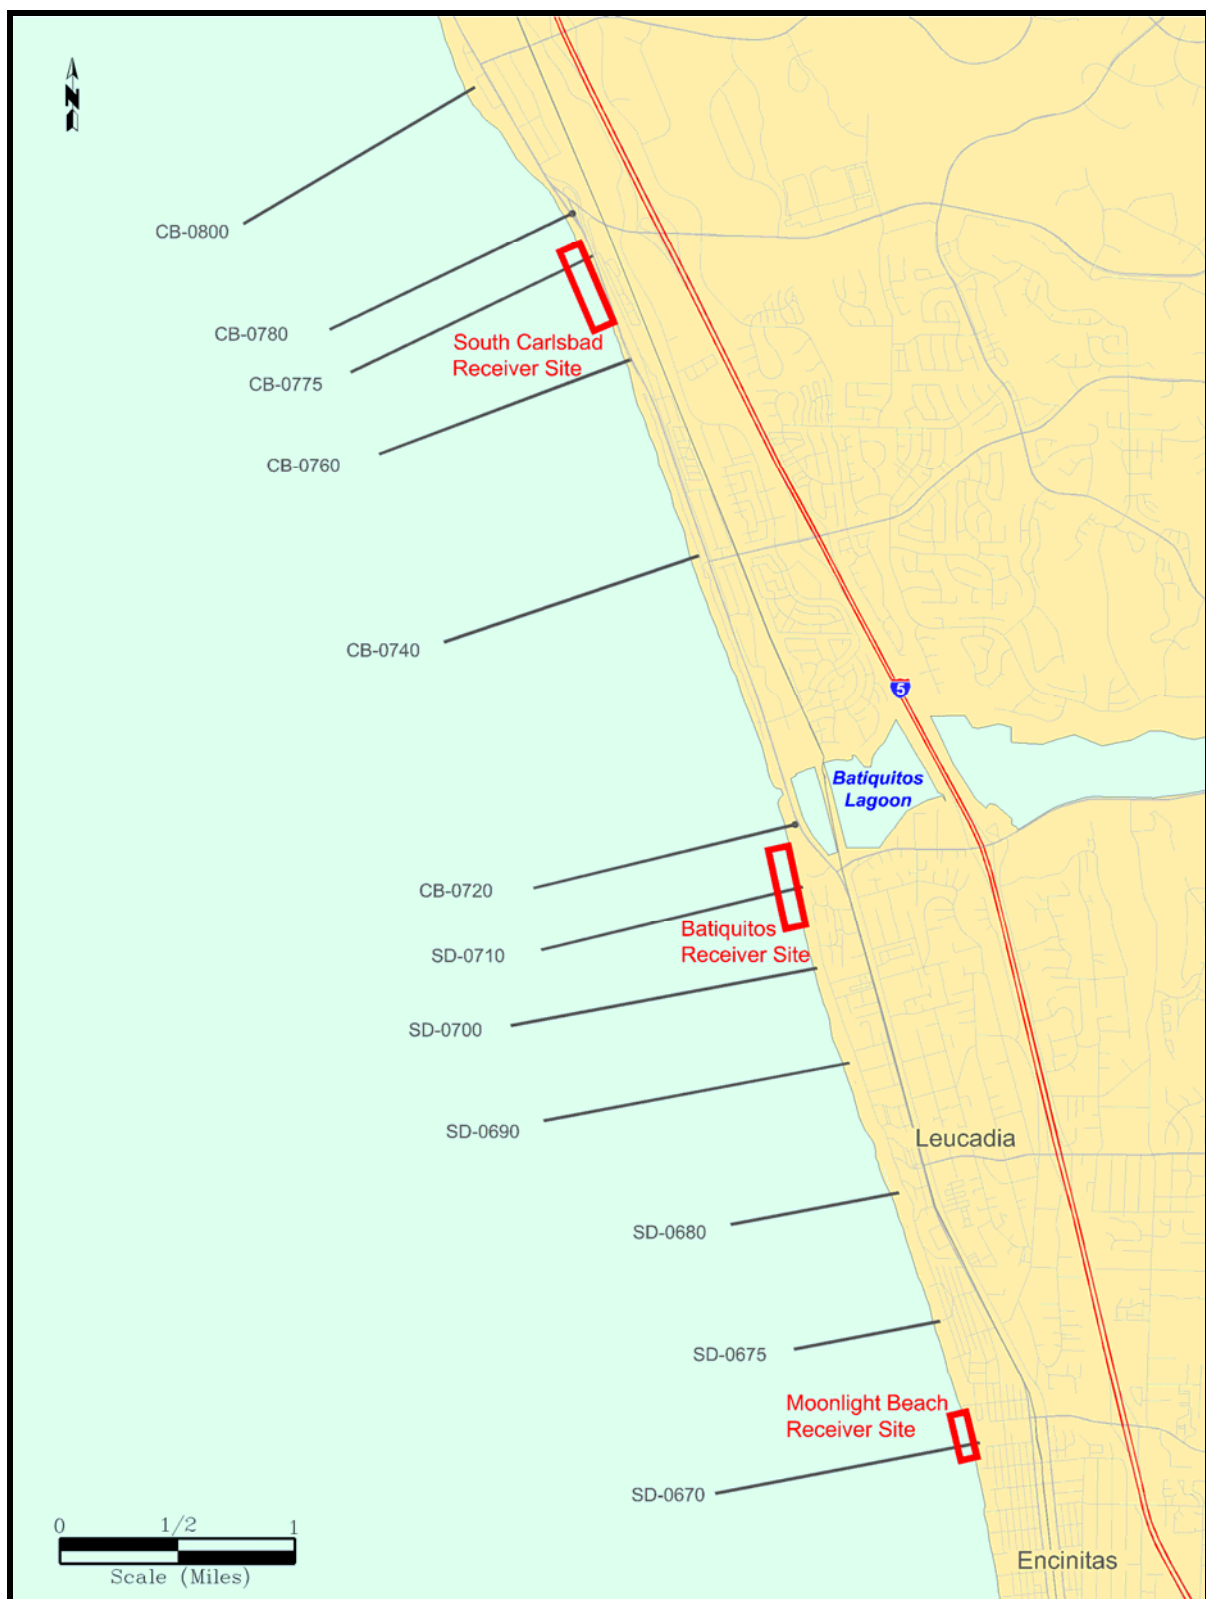 N
CB-0800
CB-0780
South Carlsbad
Receiver Site
CB-0775
CB-0760
CB-0740
5
Batiquitos
Lagoon
CB-0720
Batiquitos
Receiver Site
SD-0710
SD-0700
SD-0690
Leucadia
SD-0680
SD-0675
Moonlight Beach
Receiver Site
SD-0670
0 1/2 1
Scale (Miles)
Encinitas